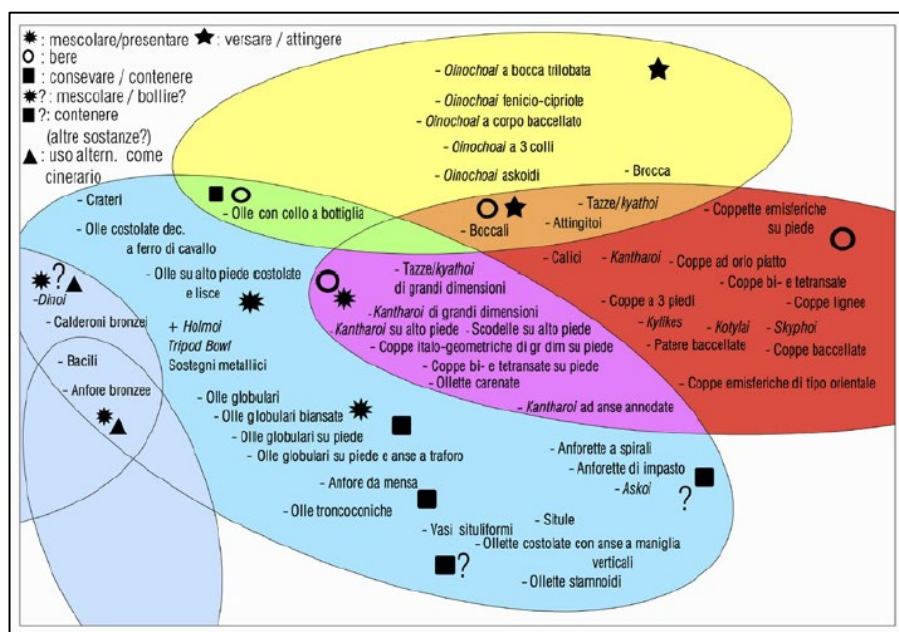 : mescolare/presentare : versare / attingere
: bere
: consevare / contenere
?: mescolare / bollire?
?: contenere
(altre sostanze?)
: uso altern. come
cinerario
- Oinochoai a bocca trilobata
- Oinochoai fenicio-cipriote
- Oinochoai a corpo baccellato
- Oinochoai a 3 colli
- Oinochoai askoidi
- Brocca
- Crateri
- Olle con collo a bottiglia
- Olle costolate dec.
a ferro di cavallo
- Boccali
- Tazze/kyathoi
- Attingitoi
- Coppette emisferiche
su piede
- Olle su alto piede costolate
e lisce
- Tazze/kyathoi
di grandi dimensioni
- Calici
- Kantharoi
- Coppe ad orlo piatto
- Coppe bi- e tetransate
- Coppe lignee
- Coppe a 3 piedi
- Kylikes
- Kotylai
- Skyphoi
- Patere baccellate
- Coppe baccellate
- Coppe emisferiche di tipo orientale
?
-Dinoi
- Calderoni bronzei
- Bacili
- Anfore bronzee
+ Holmoi
Tripod Bowl
Sostegni metallici
-Kantharoi di grandi dimensioni
-Kantharoi su alto piede
-Scodelle su alto piede
- Coppe italo-geometriche di gr dim su piede
- Coppe bi- e tetransate su piede
- Ollette carenate
- Kantharoi ad anse annodate
- Olle globulari
- Olle globulari biansate
- Olle globulari su piede
- Olle globulari su piede e anse a traforo
- Anfore da mensa
- Olle troncoconiche
- Anforette a spirali
- Anforette di impasto
- Askoi
?
- Situle
- Vasi situliformi
- Ollette costolate con anse a maniglia
verticali
?
- Ollette stamnoidi